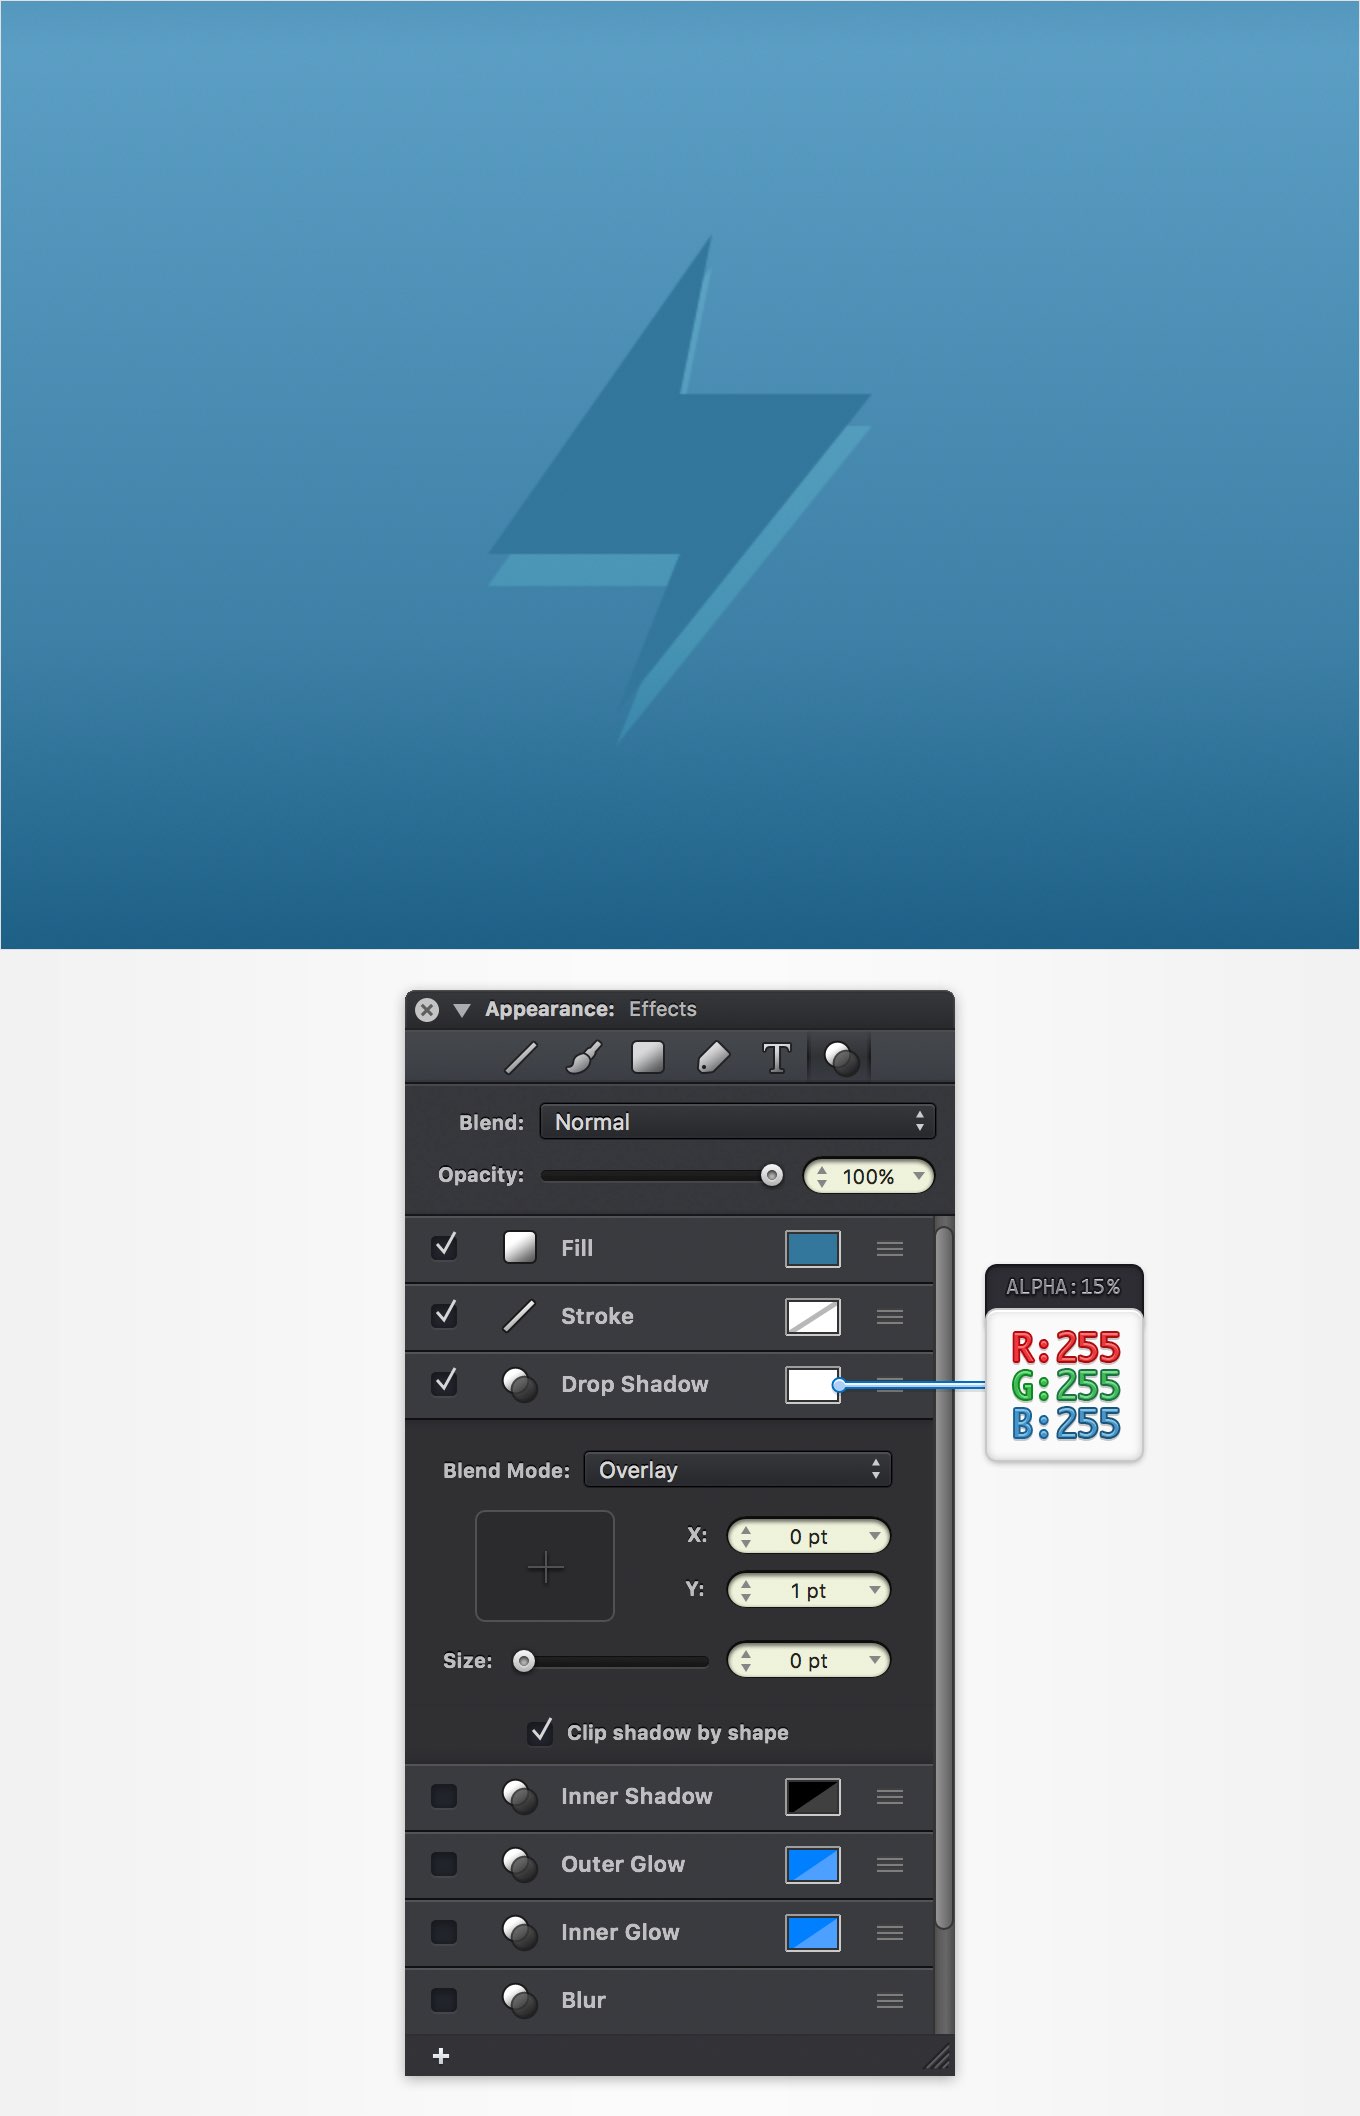 Appearance: Effects
T
Blend: Normal
Opacity: 100%
Fill
Stroke
Drop Shadow
ALPHA:15%
R:255
G:255
B:255
Blend Mode: Overlay
X: 0 pt
Y: 1 pt
Size: 0 pt
Clip shadow by shape
Inner Shadow
Outer Glow
Inner Glow
Blur
+